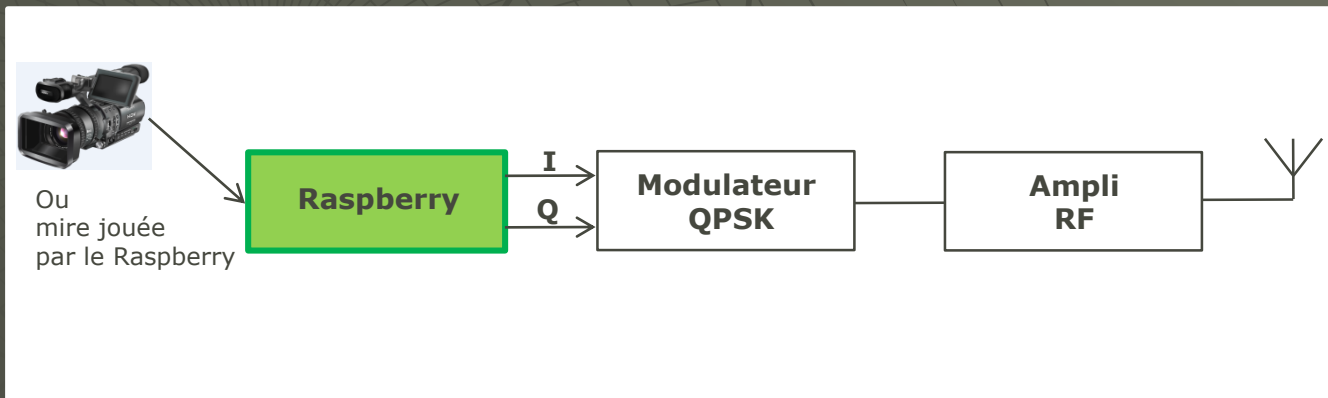 Ou
mire jouée
par le Raspberry
Raspberry
I
Q
Modulateur
QPSK
Ampli
RF